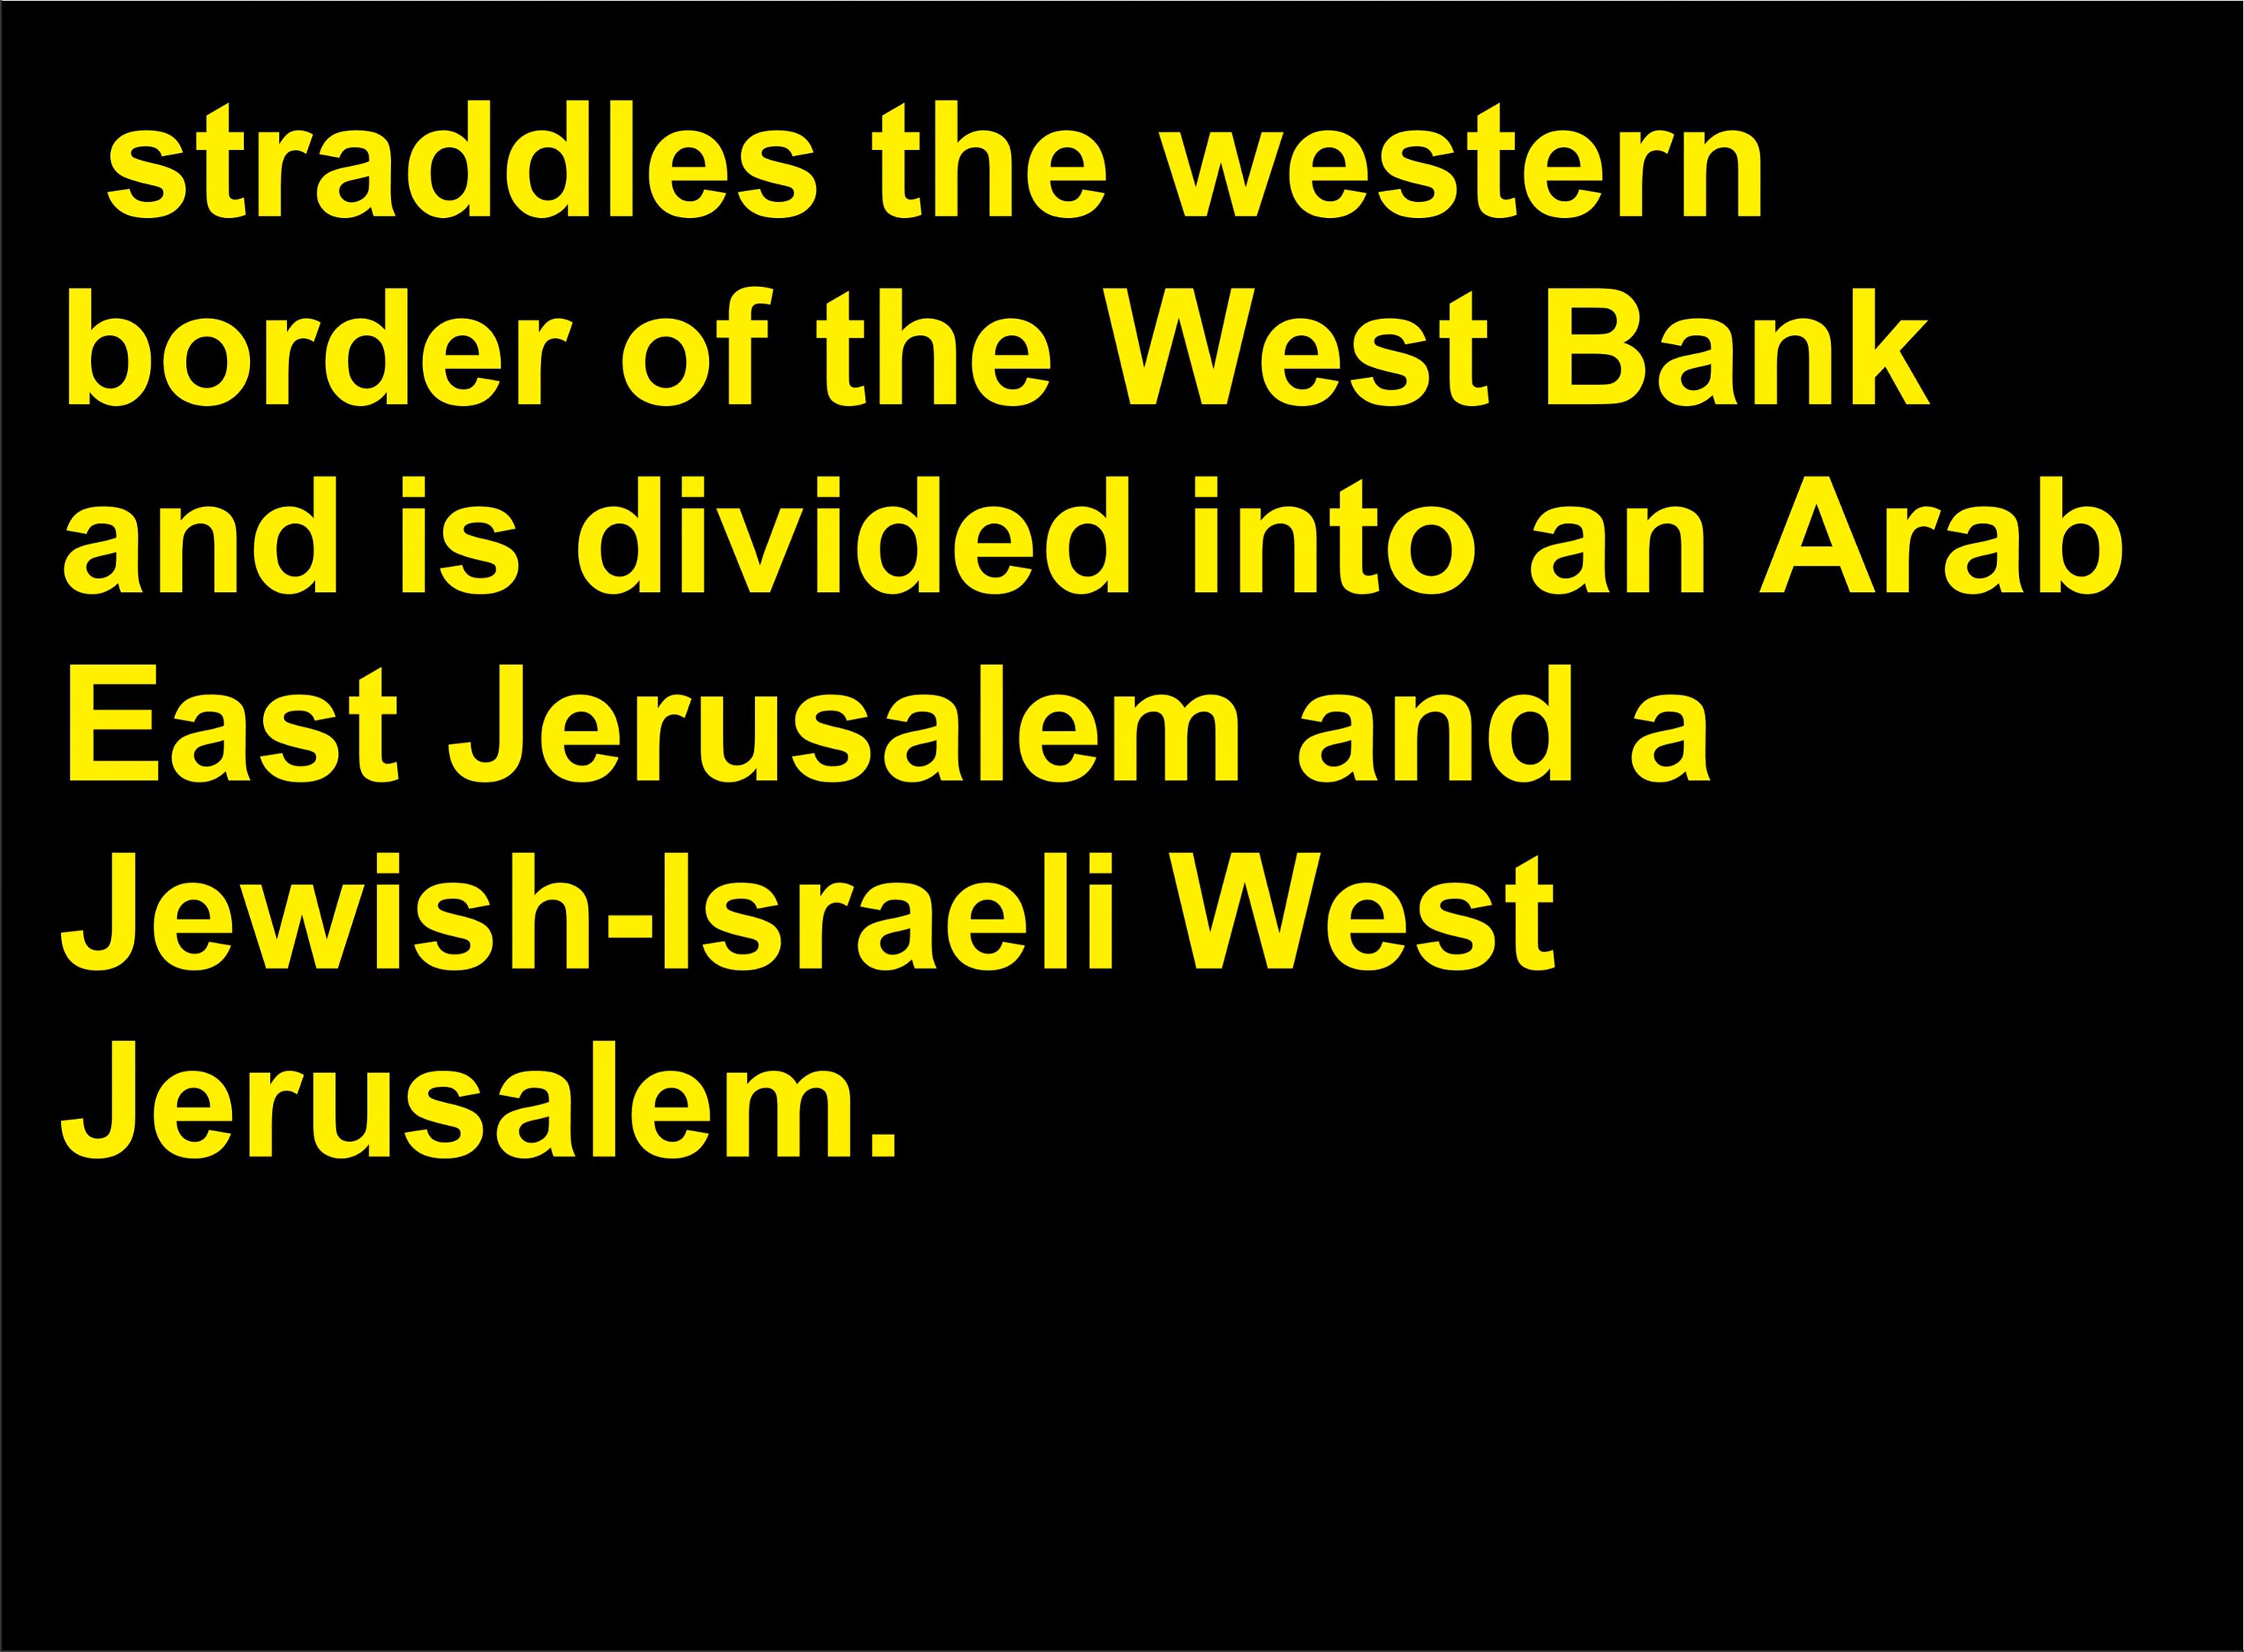 straddles the western
border of the West Bank
and is divided into an Arab
East Jerusalem and a
Jewish-Israeli West
Jerusalem.